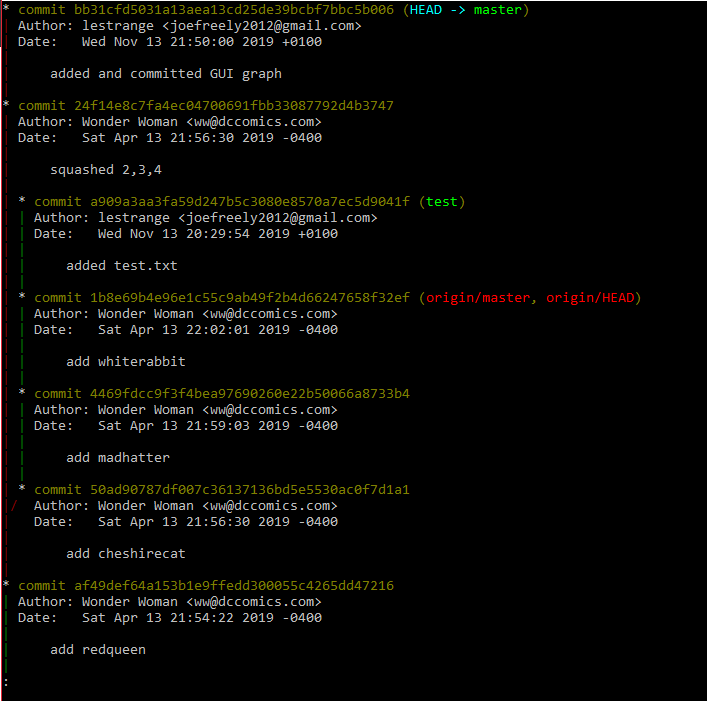 * commit bb31cfd5031a13aea13cd25de39bcbf7bbc5b006 (HEAD -> master)
| Author: lestrange <joefreely2012@gmail.com>
| Date:   Wed Nov 13 21:50:00 2019 +0100
|
|     added and committed GUI graph
|
* commit 24f14e8c7fa4ec04700691fbb33087792d4b3747
| Author: Wonder Woman <ww@dccomics.com>
| Date:   Sat Apr 13 21:56:30 2019 -0400
|
|     squashed 2,3,4
|
| * commit a909a3aa3fa59d247b5c3080e8570a7ec5d9041f (test)
| | Author: lestrange <joefreely2012@gmail.com>
| | Date:   Wed Nov 13 20:29:54 2019 +0100
| |
| |     added test.txt
| |
| * commit 1b8e69b4e96e1c55c9ab49f2b4d66247658f32ef (origin/master, origin/HEAD)
| | Author: Wonder Woman <ww@dccomics.com>
| | Date:   Sat Apr 13 22:02:01 2019 -0400
| |
| |     add whiterabbit
| |
| * commit 4469fdcc9f3f4bea97690260e22b50066a8733b4
| | Author: Wonder Woman <ww@dccomics.com>
| | Date:   Sat Apr 13 21:59:03 2019 -0400
| |
| |     add madhatter
| |
| * commit 50ad90787df007c36137136bd5e5530ac0f7d1a1
|/  Author: Wonder Woman <ww@dccomics.com>
|   Date:   Sat Apr 13 21:56:30 2019 -0400
|
|       add cheshirecat
|
* commit af49def64a153b1e9ffedd300055c4265dd47216
| Author: Wonder Woman <ww@dccomics.com>
| Date:   Sat Apr 13 21:54:22 2019 -0400
|
|     add redqueen
|
: